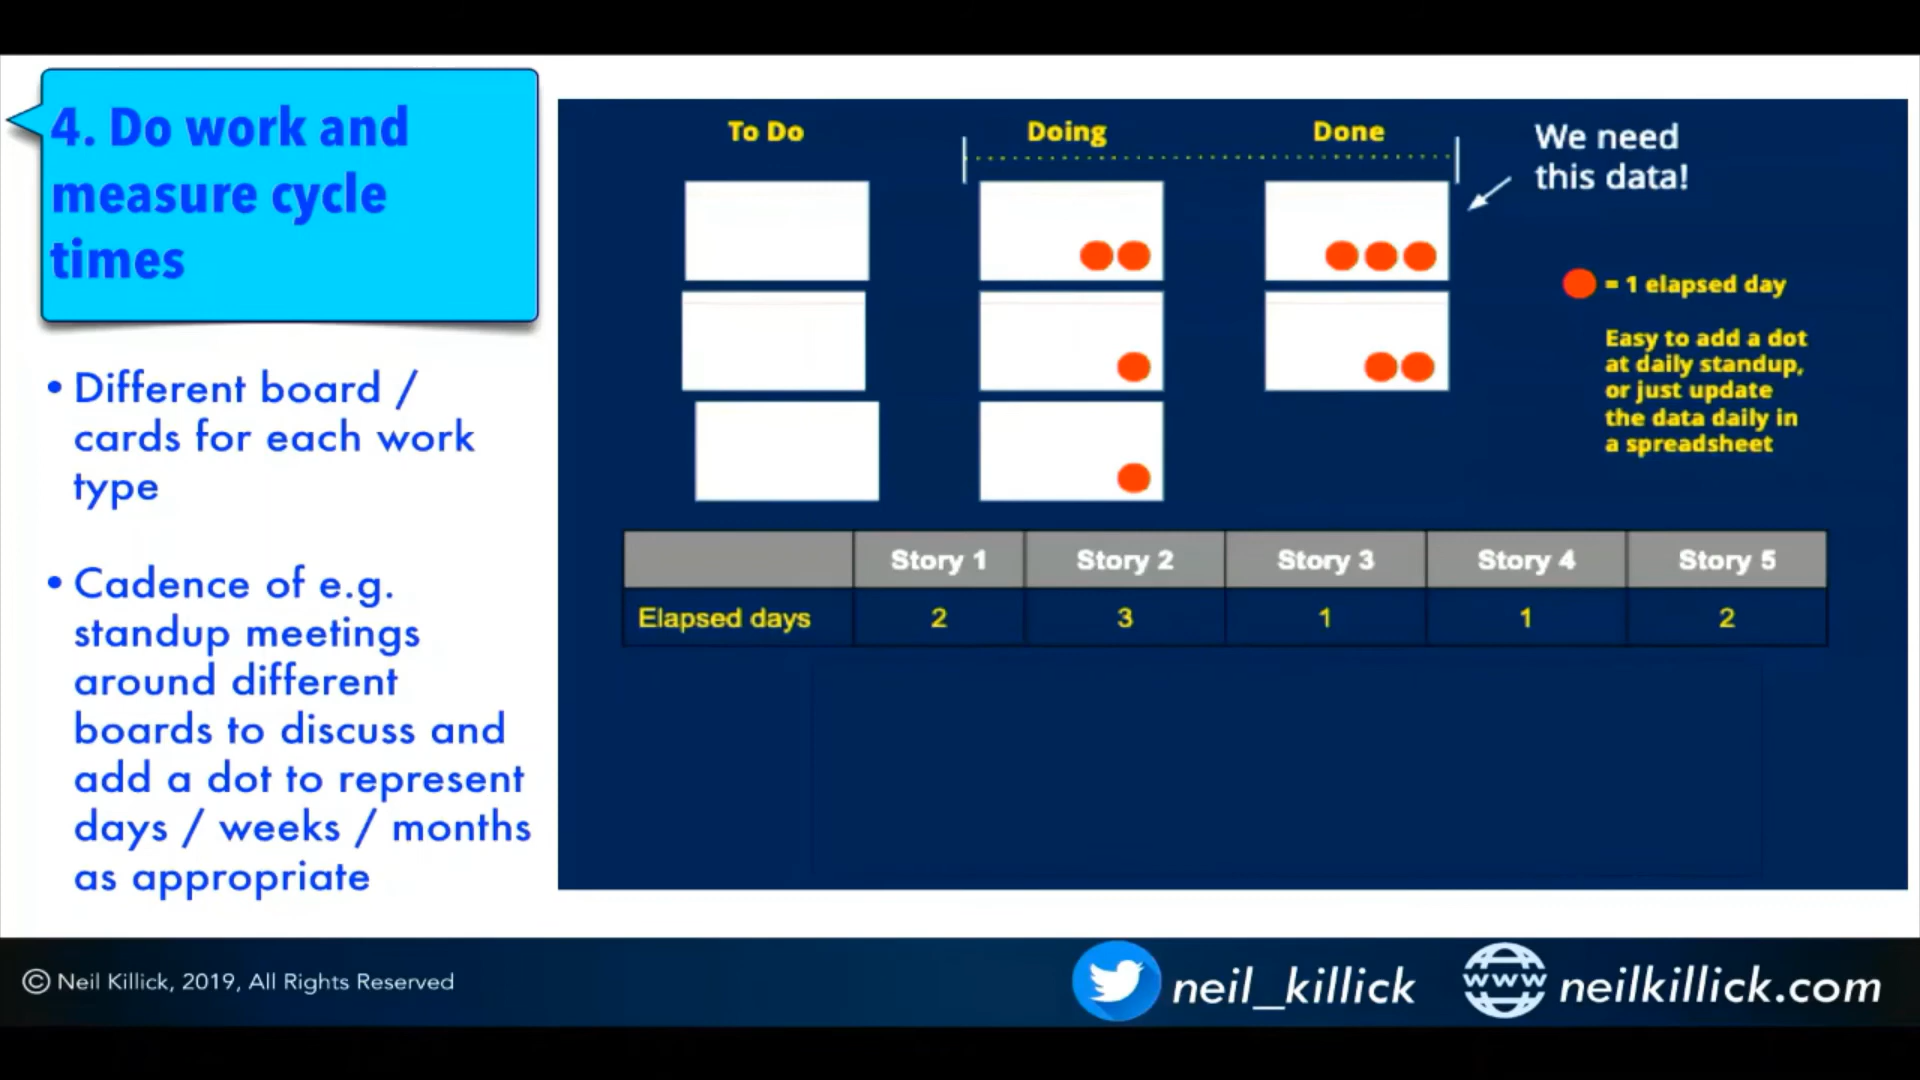 4. Do work and
measure cycle
times
• Different board /
cards for each work
type
• Cadence of e.g.
standup meetings
around different
boards to discuss and
add a dot to represent
days / weeks / months
as appropriate
To Do Doing Done
We need
this data!
= 1 elapsed day
Easy to add a dot
at daily standup,
or just update
the data daily in
a spreadsheet
Story 1 Story 2 Story 3 Story 4 Story 5
Elapsed days 2 3 1 1 2
© Neil Killick, 2019, All Rights Reserved
neil_killick
www neilkillick.com